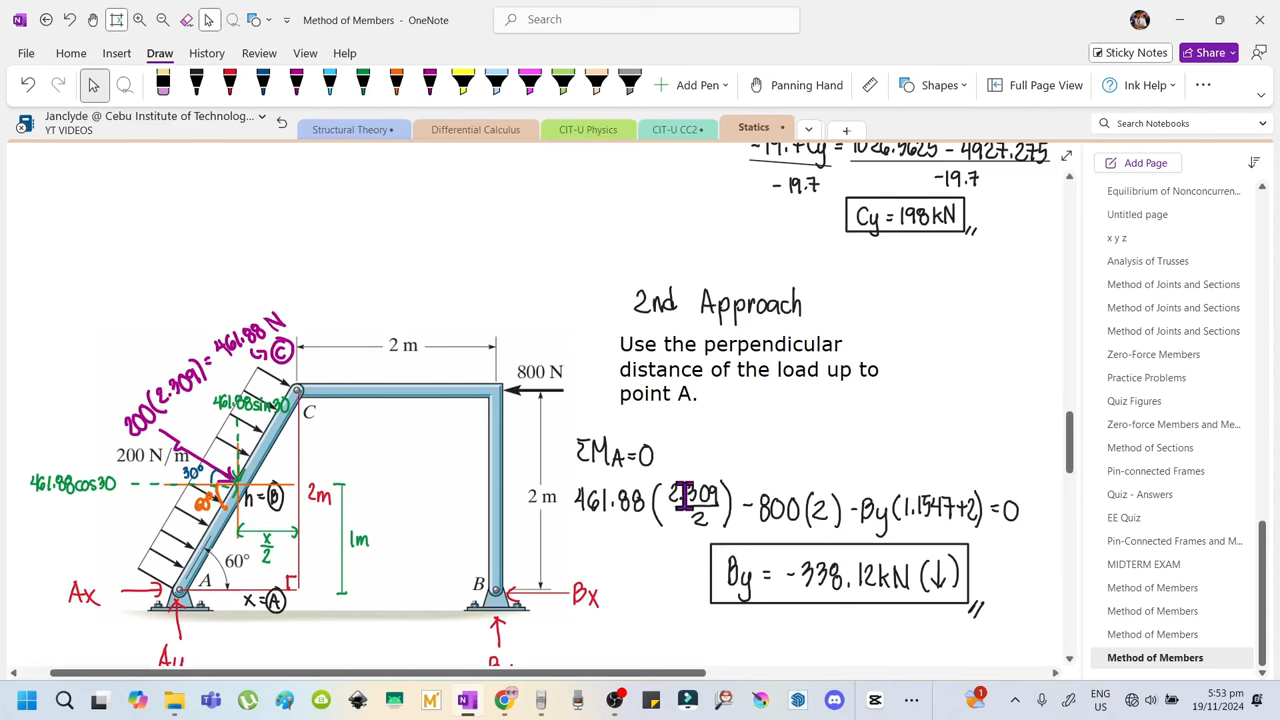 Method of Members - OneNote
Search
File Home Insert Draw History Review View Help
Sticky Notes
Share
Add Pen
Panning Hand
Shapes
Full Page View
Ink Help
Janclyde @ Cebu Institute of Technolog...
YT VIDEOS
Structural Theory
Differential Calculus
CIT-U Physics
CIT-U CC2
Statics
Search Notebooks
Add Page
Equilibrium of Nonconcurren...
Untitled page
x y z
Analysis of Trusses
Method of Joints and Sections
Method of Joints and Sections
Method of Joints and Sections
Zero-Force Members
Practice Problems
Quiz Figures
Zero-force Members and Me...
Method of Sections
Pin-connected Frames
Quiz - Answers
EE Quiz
Pin-Connected Frames and M...
MIDTERM EXAM
Method of Members
Method of Members
Method of Members
Method of Members
-19.7Cy = 1026.5625 - 4927.275
-19.7 -19.7
Cy = 198kN
2nd Approach
Use the perpendicular
distance of the load up to
point A.
ΣMA=0
461.88 ( /2) -800(2) -By(1.1547+2)=0
By = -338.12kN (↓)
200(2.309)= 461.88 N
C
2 m
800 N
461.88sin30
C
200 N/m
30°
461.88cos30
60°
h = B
2m
2 m
x/2
1m
60°
A
B
Ax
x = A
Bx
ENG
US
5:53 pm
19/11/2024
1